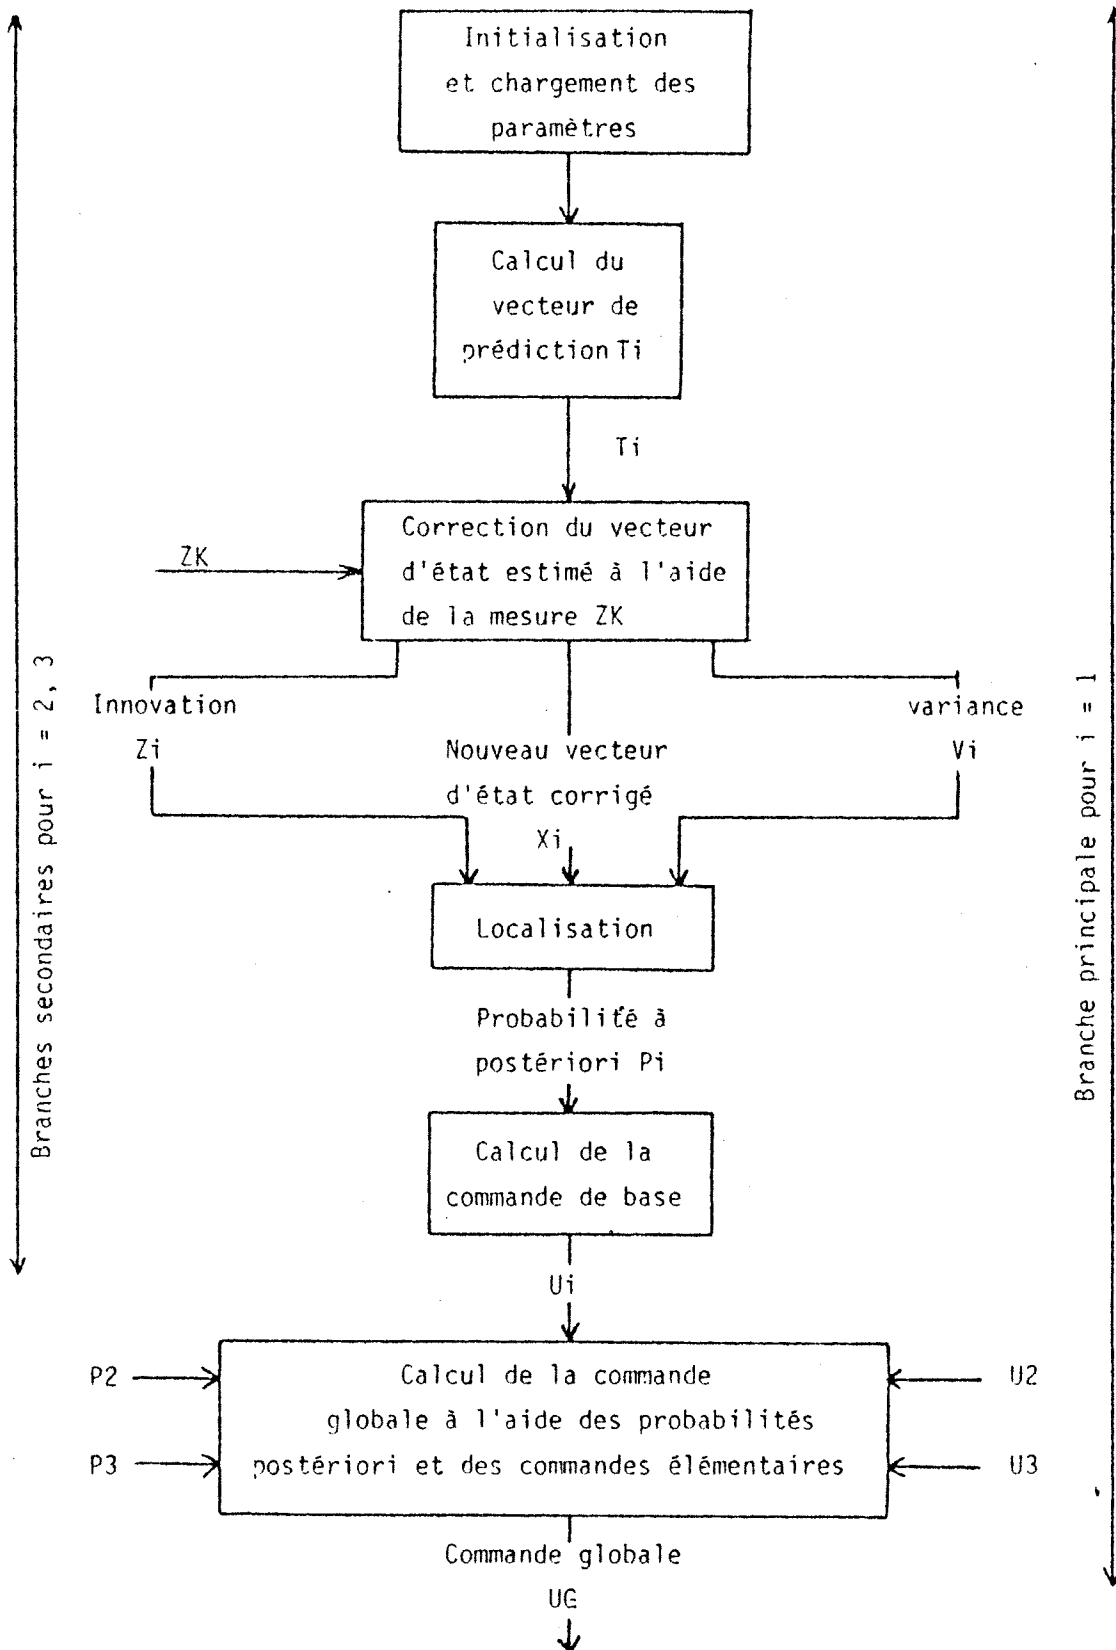 Initialisation
et chargement des
paramètres
Calcul du
vecteur de
prédiction Ti
Ti
Correction du vecteur
d'état estimé à l'aide
de la mesure ZK
ZK
Innovation
Zi
variance
Vi
Nouveau vecteur
d'état corrigé
Xi
Localisation
Probabilité à
postériori Pi
Calcul de la
commande de base
Ui
P2
U2
Calcul de la commande
globale à l'aide des probabilités
postériori et des commandes élémentaires
P3
U3
Commande globale
UG
Branches secondaires pour i = 2, 3
Branche principale pour i = 1